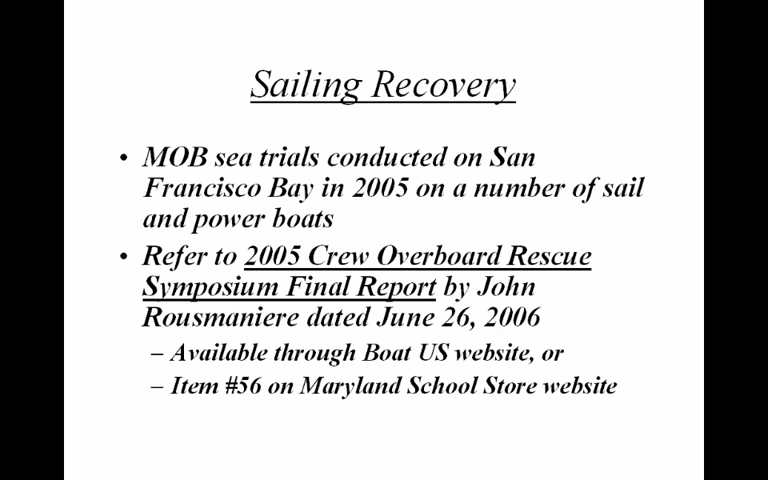 Sailing Recovery
• MOB sea trials conducted on San
Francisco Bay in 2005 on a number of sail
and power boats
• Refer to 2005 Crew Overboard Rescue
Symposium Final Report by John
Rousmaniere dated June 26, 2006
– Available through Boat US website, or
– Item #56 on Maryland School Store website